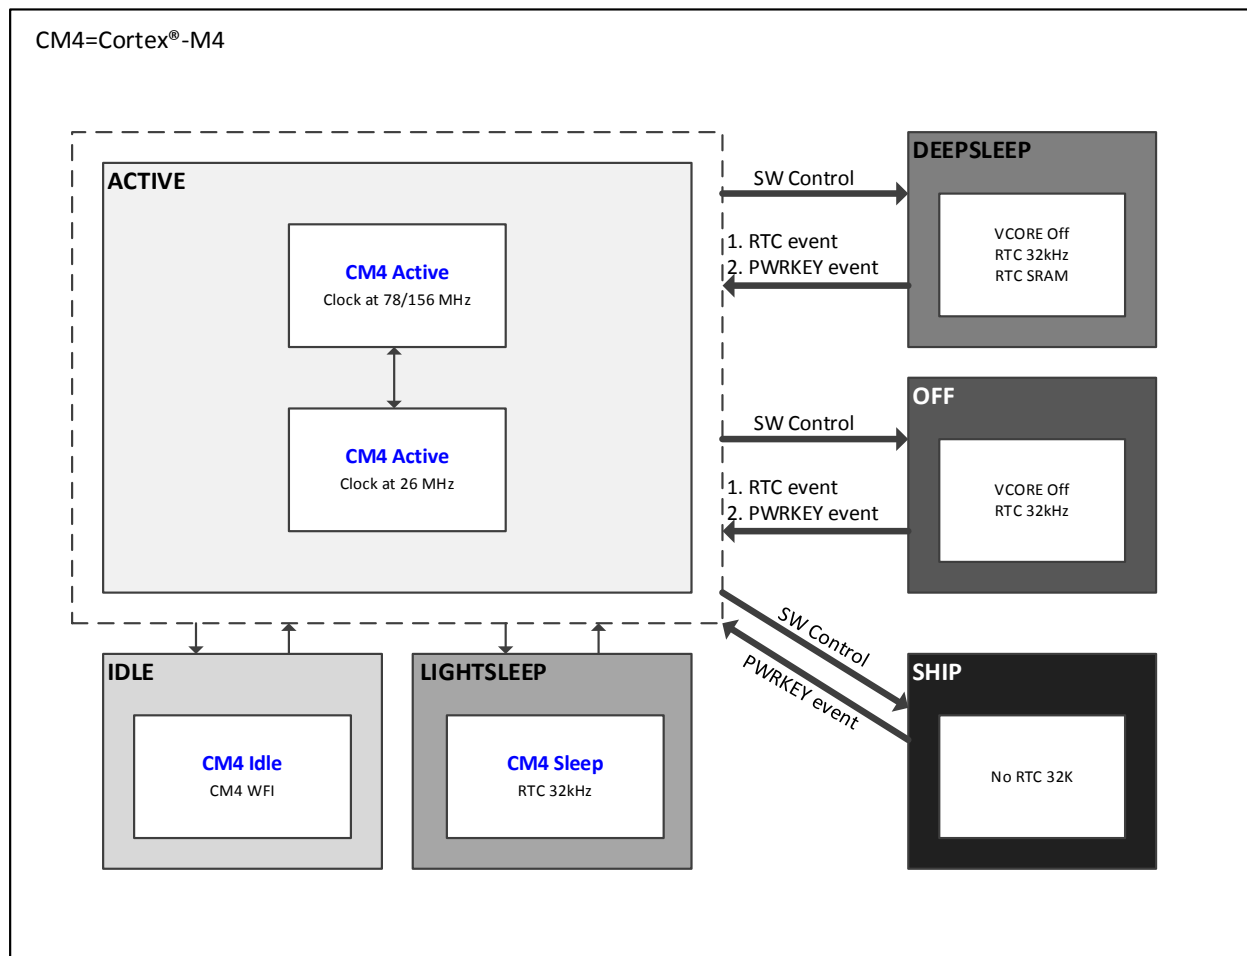 CM4=Cortex®-M4
ACTIVE
CM4 Active
Clock at 78/156 MHz
CM4 Active
Clock at 26 MHz
SW Control
1. RTC event
2. PWRKEY event
DEEPSLEEP
VCORE Off
RTC 32kHz
RTC SRAM
SW Control
1. RTC event
2. PWRKEY event
OFF
VCORE Off
RTC 32kHz
SW Control
PWRKEY event
IDLE
CM4 Idle
CM4 WFI
LIGHTSLEEP
CM4 Sleep
RTC 32kHz
SHIP
No RTC 32K